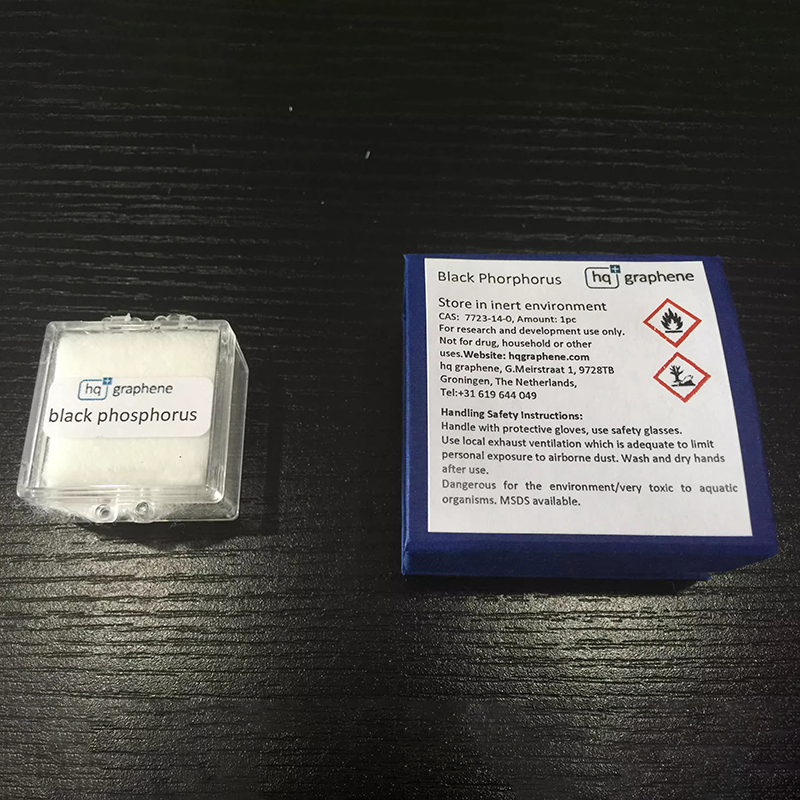 hq+ graphene
black phosphorus
Black Phorphorus
hq+ graphene
Store in inert environment
CAS: 7723-14-0, Amount: 1pc
For research and development use only.
Not for drug, household or other
uses.Website: hqgraphene.com
hq graphene, G.Meirstraat 1, 9728TB
Groningen, The Netherlands,
Tel:+31 619 644 049
Handling Safety Instructions:
Handle with protective gloves, use safety glasses.
Use local exhaust ventilation which is adequate to limit
personal exposure to airborne dust. Wash and dry hands
after use.
Dangerous for the environment/very toxic to aquatic
organisms. MSDS available.